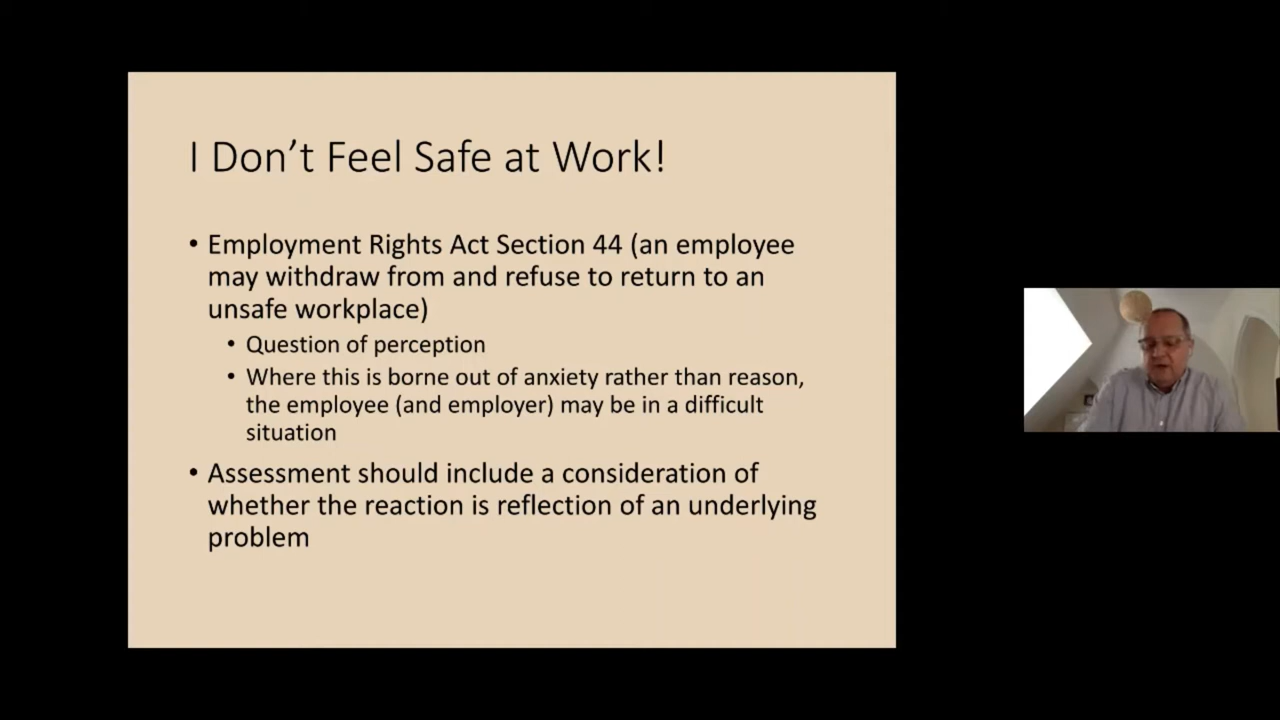 I Don’t Feel Safe at Work!
• Employment Rights Act Section 44 (an employee
may withdraw from and refuse to return to an
unsafe workplace)
• Question of perception
• Where this is borne out of anxiety rather than reason,
the employee (and employer) may be in a difficult
situation
• Assessment should include a consideration of
whether the reaction is reflection of an underlying
problem